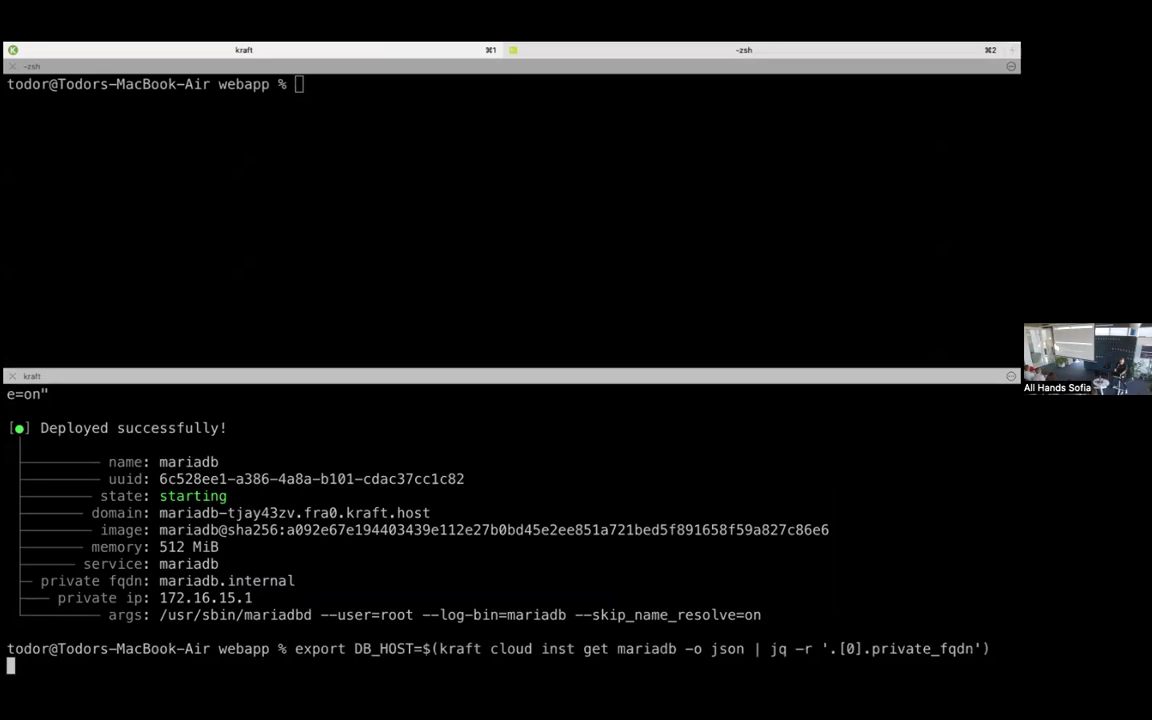 kraft ⌘1 -zsh ⌘2 +
-zsh
todor@Todors-MacBook-Air webapp %
kraft
e=on"
[●] Deployed successfully!
name: mariadb
uuid: 6c528ee1-a386-4a8a-b101-cdac37cc1c82
state: starting
domain: mariadb-tjay43zv.fra0.kraft.host
image: mariadb@sha256:a092e67e194403439e112e27b0bd45e2ee851a721bed5f891658f59a827c86e6
memory: 512 MiB
service: mariadb
private fqdn: mariadb.internal
private ip: 172.16.15.1
args: /usr/sbin/mariadbd --user=root --log-bin=mariadb --skip_name_resolve=on
todor@Todors-MacBook-Air webapp % export DB_HOST=$(kraft cloud inst get mariadb -o json | jq -r '.[0].private_fqdn')
All Hands Sofia